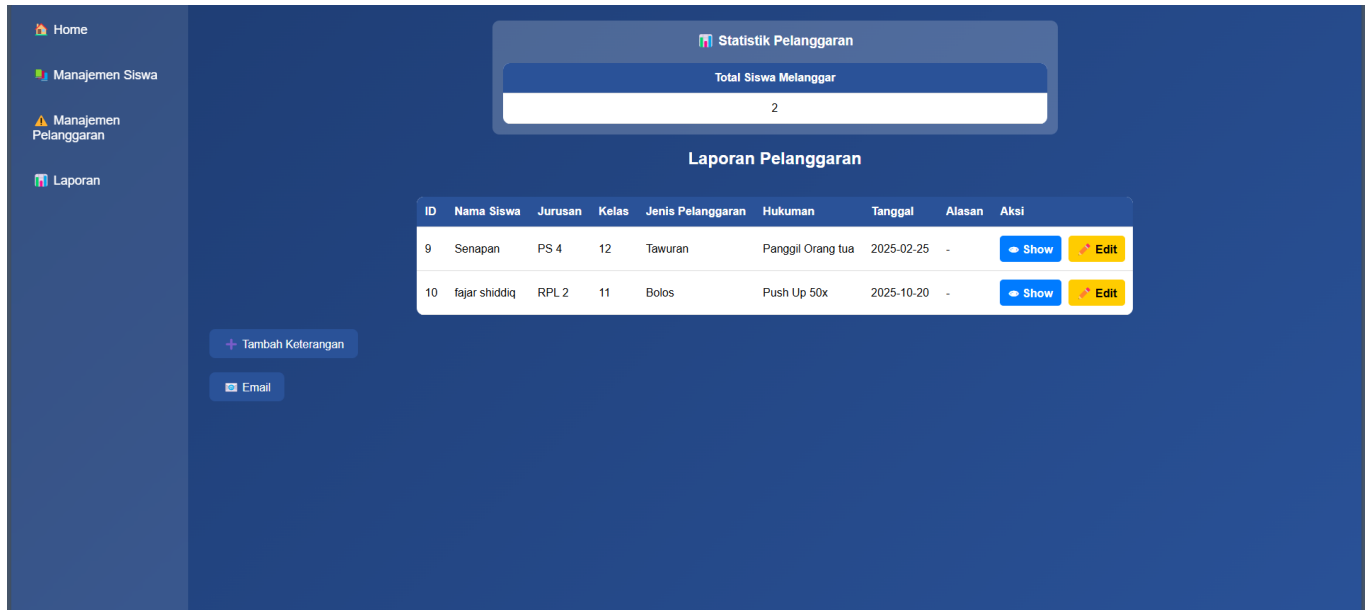 Home
Manajemen Siswa
Manajemen
Pelanggaran
Laporan
Statistik Pelanggaran
Total Siswa Melanggar
2
Laporan Pelanggaran
ID Nama Siswa Jurusan Kelas Jenis Pelanggaran Hukuman Tanggal Alasan Aksi
9 Senapan PS 4 12 Tawuran Panggil Orang tua 2025-02-25 - Show Edit
10 fajar shiddiq RPL 2 11 Bolos Push Up 50x 2025-10-20 - Show Edit
Tambah Keterangan
Email